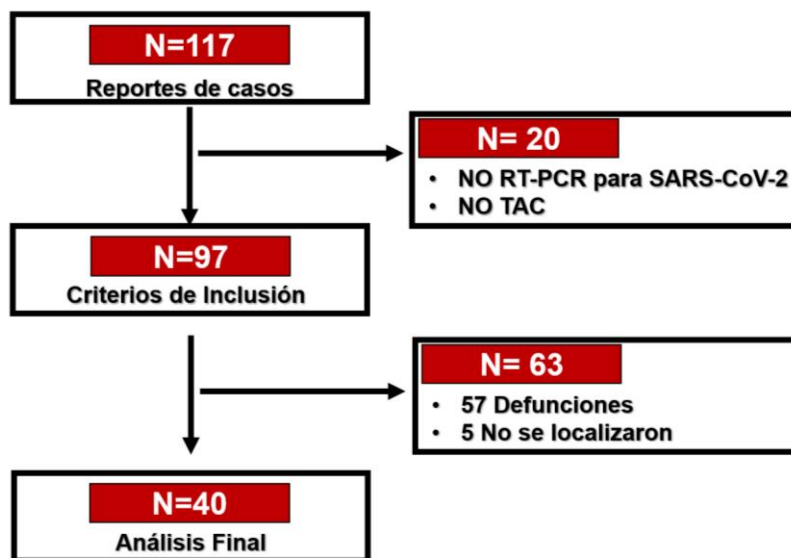 N=117
Reportes de casos
N= 20
• NO RT-PCR para SARS-CoV-2
• NO TAC
N=97
Criterios de Inclusión
N= 63
• 57 Defunciones
• 5 No se localizaron
N=40
Análisis Final